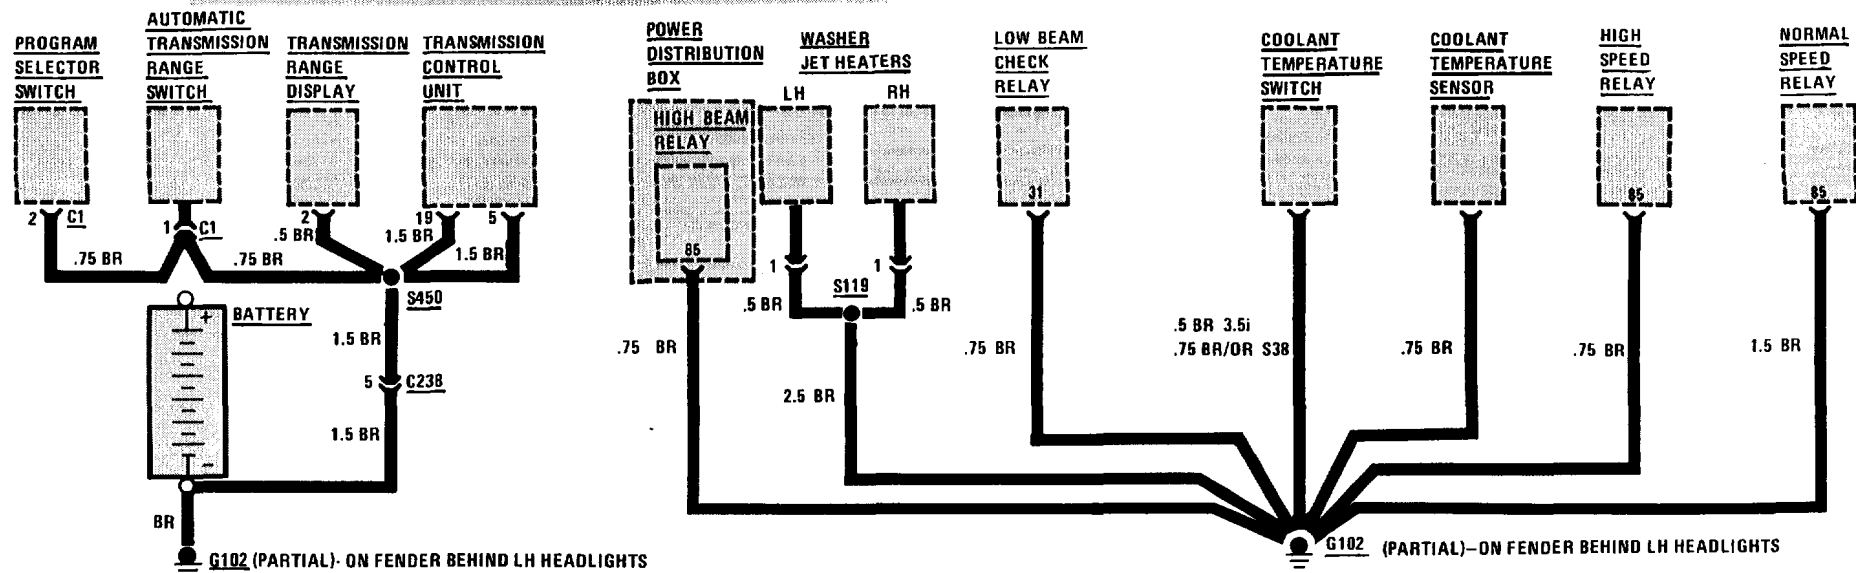 PROGRAM
SELECTOR
SWITCH
AUTOMATIC
TRANSMISSION
RANGE
SWITCH
TRANSMISSION
RANGE
DISPLAY
TRANSMISSION
CONTROL
UNIT
POWER
DISTRIBUTION
BOX
HIGH BEAM
RELAY
WASHER
JET HEATERS
LH
RH
LOW BEAM
CHECK
RELAY
COOLANT
TEMPERATURE
SWITCH
COOLANT
TEMPERATURE
SENSOR
HIGH
SPEED
RELAY
NORMAL
SPEED
RELAY
2 C1
1 C1
2
19
5
85
1
1
31
85
85
.75 BR
.75 BR
.5 BR
1.5 BR
1.5 BR
S450
S119
.5 BR
.5 BR
+
BATTERY
-
1.5 BR
5 C238
1.5 BR
BR
.75 BR
2.5 BR
.75 BR
.5 BR 3.5i
.75 BR/OR S38
.75 BR
.75 BR
1.5 BR
G102 (PARTIAL)- ON FENDER BEHIND LH HEADLIGHTS
G102 (PARTIAL)–ON FENDER BEHIND LH HEADLIGHTS